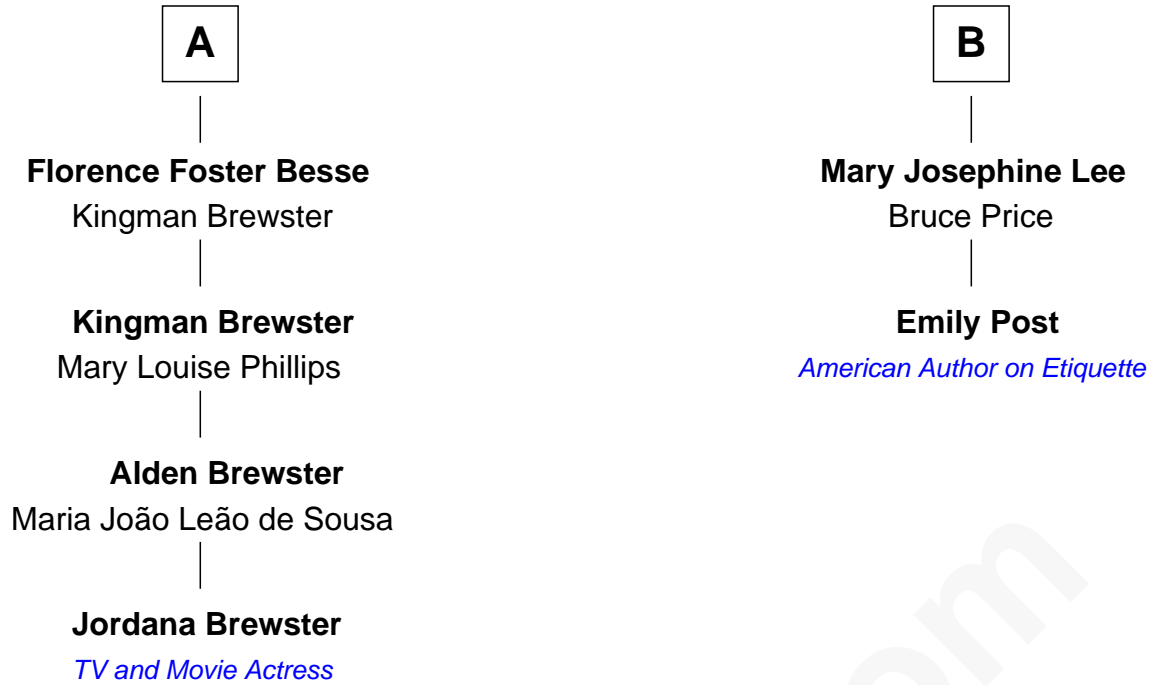 A
Florence Foster Besse
Kingman Brewster
Kingman Brewster
Mary Louise Phillips
Alden Brewster
Maria João Leão de Sousa
Jordana Brewster
TV and Movie Actress
B
Mary Josephine Lee
Bruce Price
Emily Post
American Author on Etiquette
om